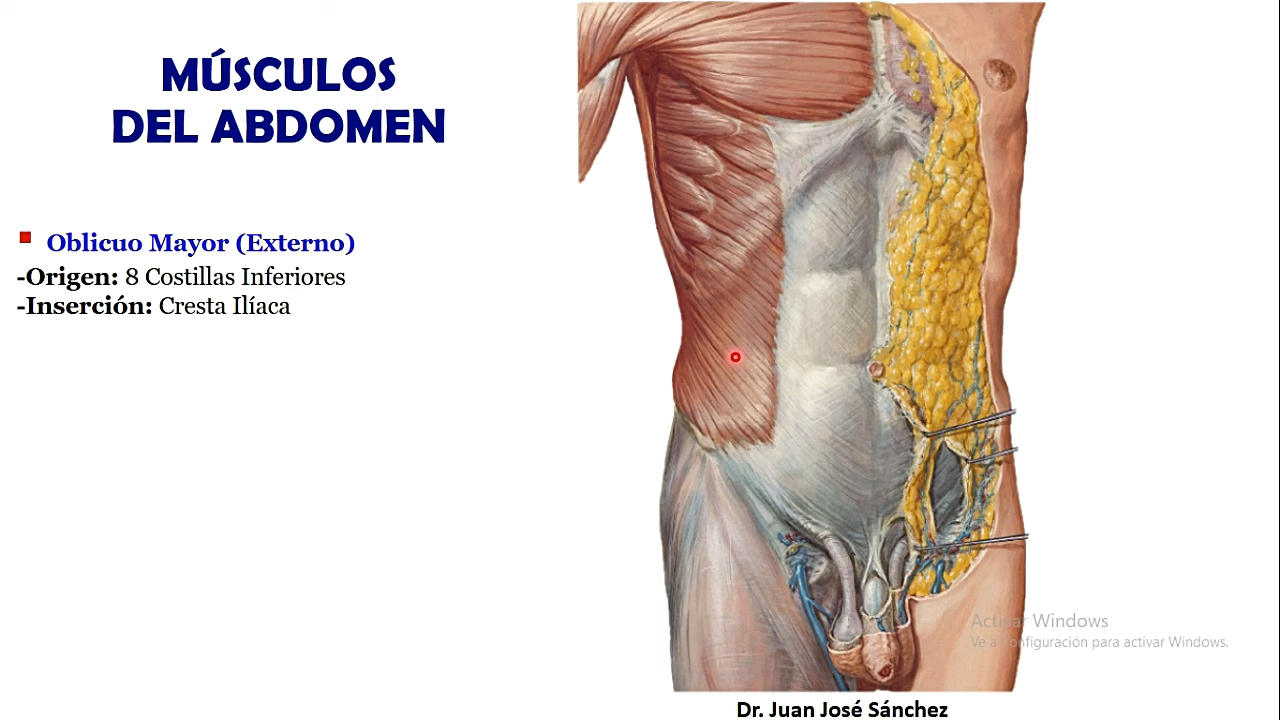 MÚSCULOS
DEL ABDOMEN
Oblicuo Mayor (Externo)
-Origen: 8 Costillas Inferiores
-Inserción: Cresta Ilíaca
Activar Windows
Ve a Configuración para activar Windows.
Dr. Juan José Sánchez